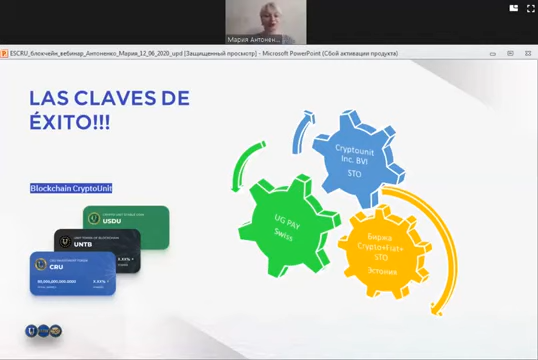 Мария Антонен...
ESCRU_блокчейн_вебинар_Антоненко_Мария_12_06_2020_upd [Защищенный просмотр] - Microsoft PowerPoint (Сбой активации продукта)
LAS CLAVES DE
ÉXITO!!!
Blockchain CryptoUnit
USDU
UNTB
CRU
Cryptounit
Inc. BVI
STO
UG PAY
Swiss
Биржа
Crypto+Fiat+
STO
Эстония